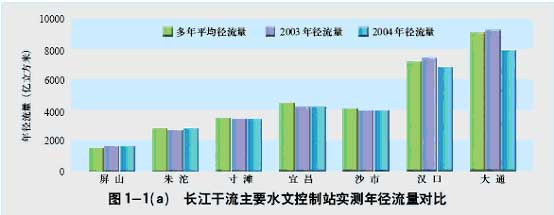 10000
8000
6000
4000
2000
0
年径流量(亿立方米)
多年平均径流量 2003年径流量 2004年径流量
屏山 朱沱 寸滩 宜昌 沙市 汉口 大通
图1-1(a) 长江干流主要水文控制站实测年径流量对比